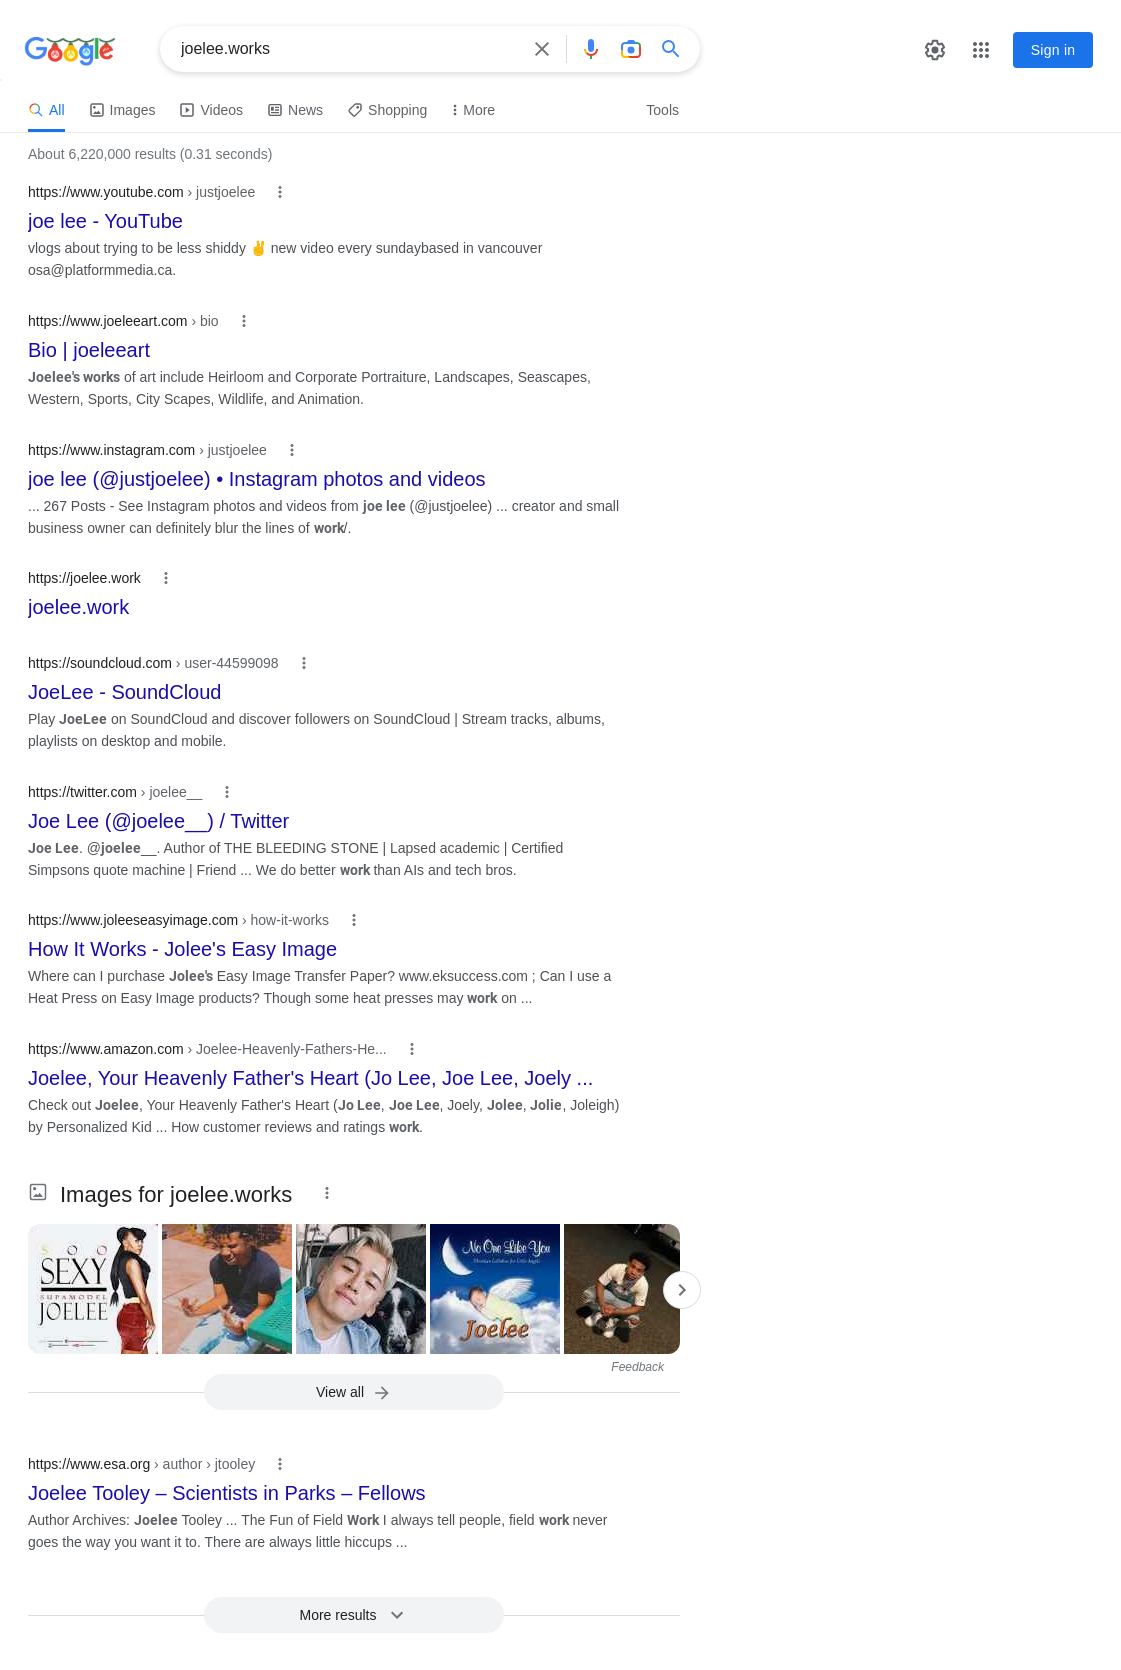 Google
joelee.works
Sign in
All Images Videos News Shopping More Tools
About 6,220,000 results (0.31 seconds)
https://www.youtube.com › justjoelee
joe lee - YouTube
vlogs about trying to be less shiddy ✌ new video every sundaybased in vancouver
osa@platformmedia.ca.
https://www.joeleeart.com › bio
Bio | joeleeart
Joelee's works of art include Heirloom and Corporate Portraiture, Landscapes, Seascapes,
Western, Sports, City Scapes, Wildlife, and Animation.
https://www.instagram.com › justjoelee
joe lee (@justjoelee) • Instagram photos and videos
... 267 Posts - See Instagram photos and videos from joe lee (@justjoelee) ... creator and small
business owner can definitely blur the lines of work/.
https://joelee.work
joelee.work
https://soundcloud.com › user-44599098
JoeLee - SoundCloud
Play JoeLee on SoundCloud and discover followers on SoundCloud | Stream tracks, albums,
playlists on desktop and mobile.
https://twitter.com › joelee__
Joe Lee (@joelee__) / Twitter
Joe Lee. @joelee__. Author of THE BLEEDING STONE | Lapsed academic | Certified
Simpsons quote machine | Friend ... We do better work than AIs and tech bros.
https://www.joleeseasyimage.com › how-it-works
How It Works - Jolee's Easy Image
Where can I purchase Jolee's Easy Image Transfer Paper? www.eksuccess.com ; Can I use a
Heat Press on Easy Image products? Though some heat presses may work on ...
https://www.amazon.com › Joelee-Heavenly-Fathers-He...
Joelee, Your Heavenly Father's Heart (Jo Lee, Joe Lee, Joely ...
Check out Joelee, Your Heavenly Father's Heart (Jo Lee, Joe Lee, Joely, Jolee, Jolie, Joleigh)
by Personalized Kid ... How customer reviews and ratings work.
Images for joelee.works
SOO
SEXY
SUPAMODEL
JOELEE
No One Like You
Joelee
Feedback
View all
https://www.esa.org › author › jtooley
Joelee Tooley – Scientists in Parks – Fellows
Author Archives: Joelee Tooley ... The Fun of Field Work I always tell people, field work never
goes the way you want it to. There are always little hiccups ...
More results